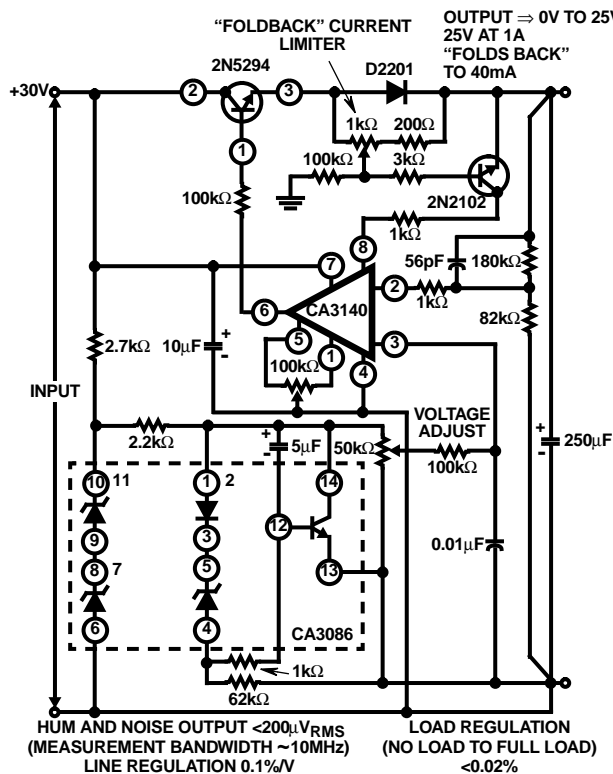 “FOLDBACK” CURRENT
LIMITER
OUTPUT ⇒ 0V TO 25V
25V AT 1A
“FOLDS BACK”
TO 40mA
2N5294
D2201
+30V
2
3
1
1kΩ
200Ω
100kΩ
3kΩ
2N2102
100kΩ
1kΩ
8
7
56pF
180kΩ
6
CA3140
2
1kΩ
5
1
3
82kΩ
4
2.7kΩ
10μF
+
-
100kΩ
INPUT
2.2kΩ
+
-
5μF
50kΩ
VOLTAGE
ADJUST
100kΩ
+
-
250μF
10
11
1
2
14
9
3
12
0.01μF
8
7
5
13
6
4
CA3086
1kΩ
62kΩ
HUM AND NOISE OUTPUT <200μVRMS
(MEASUREMENT BANDWIDTH ~10MHz)
LINE REGULATION 0.1%/V
LOAD REGULATION
(NO LOAD TO FULL LOAD)
<0.02%